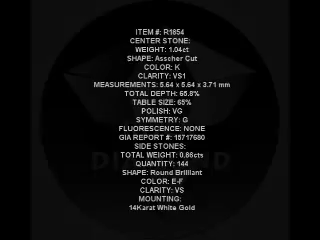 ITEM #: R1854
CENTER STONE:
WEIGHT: 1.04ct
SHAPE: Asscher Cut
COLOR: K
CLARITY: VS1
MEASUREMENTS: 5.64 x 5.64 x 3.71 mm
TOTAL DEPTH: 65.8%
TABLE SIZE: 65%
POLISH: VG
SYMMETRY: G
FLUORESCENCE: NONE
GIA REPORT #: 15717680
SIDE STONES:
TOTAL WEIGHT: 0.66cts
QUANTITY: 144
SHAPE: Round Brilliant
COLOR: E-F
CLARITY: VS
MOUNTING:
14Karat White Gold